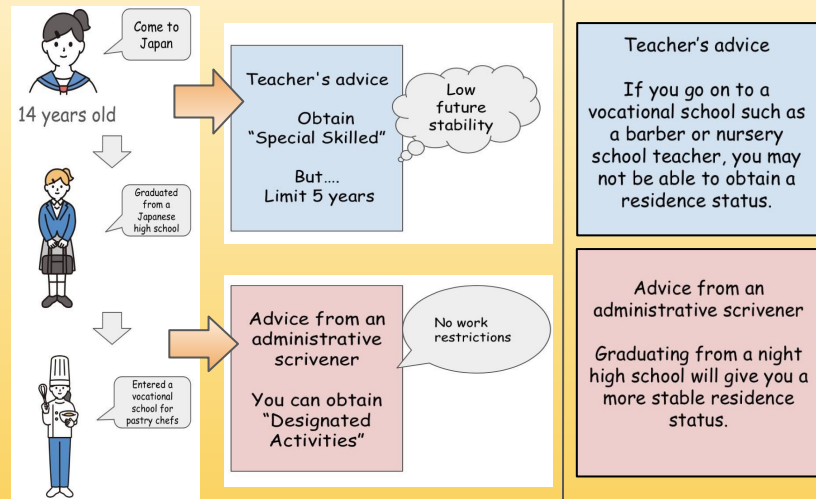 Come to
Japan
14 years old
Graduated
from a
Japanese
high school
Entered a
vocational
school for
pastry chefs
Teacher's advice
Obtain
“Special Skilled”
But....
Limit 5 years
Low
future
stability
Advice from an
administrative
scrivener
You can obtain
“Designated
Activities”
No work
restrictions
Teacher’s advice
If you go on to a
vocational school such as
a barber or nursery
school teacher, you may
not be able to obtain a
residence status.
Advice from an
administrative scrivener
Graduating from a night
high school will give you a
more stable residence
status.